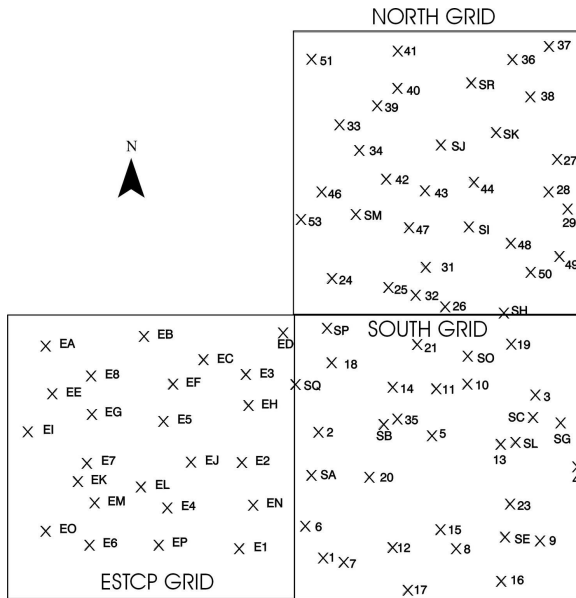 NORTH GRID
37
41
36
51
SR
40
38
39
33
SK
SJ
34
27
42
44
28
46
43
29
SM
53
47
SI
48
49
31
50
24
25
32
26
SH
N
SP
SOUTH GRID
EB
ED
EA
21
19
SO
EC
18
E8
E3
EF
SQ
14
11
10
EE
3
EH
EG
35
SC
SG
E5
SB
EI
2
5
SL
13
E7
EJ
E2
4
SA
20
EK
EL
EM
EN
23
E4
6
15
EO
SE
9
E6
EP
E1
12
8
1
7
16
17
ESTCP GRID